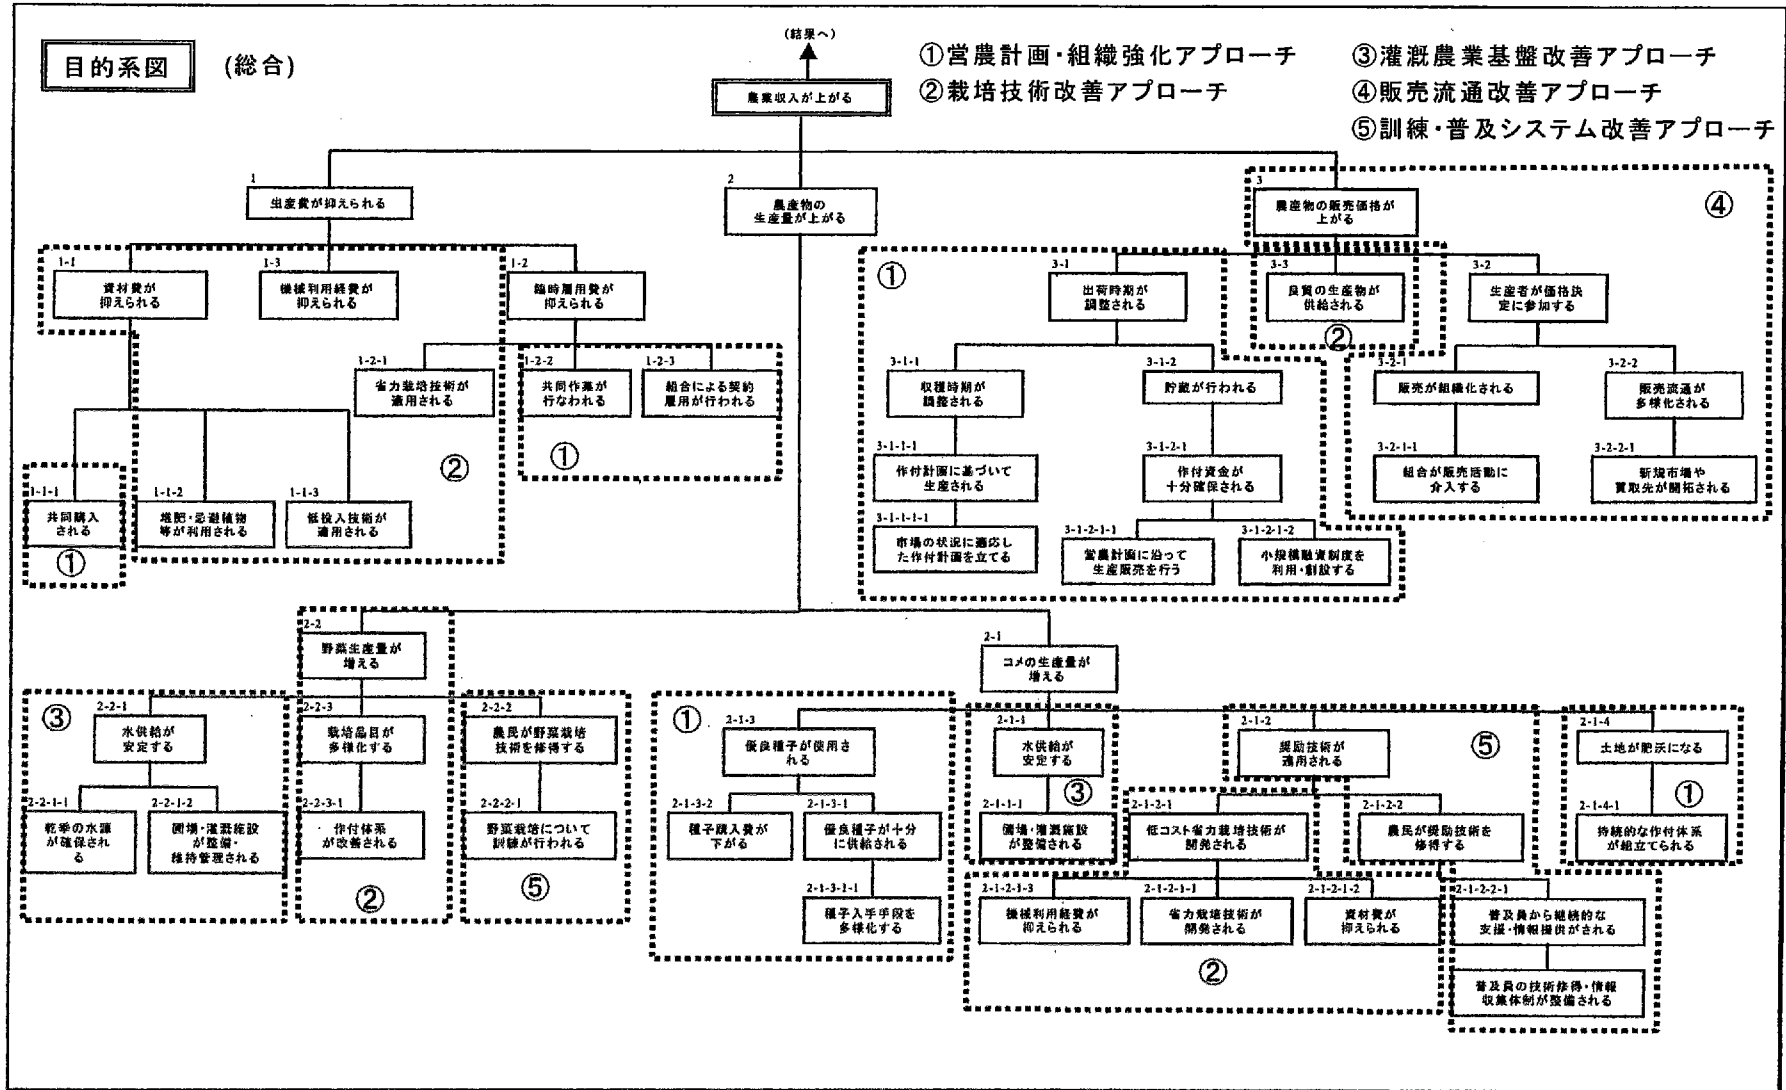 目的系図
(総合)
(結果へ)
農業収入が上がる
①営農計画・組織強化アプローチ
②栽培技術改善アプローチ
③灌漑農業基盤改善アプローチ
④販売流通改善アプローチ
⑤訓練・普及システム改善アプローチ
1
生産費が抑えられる
2
農産物の
生産量が上がる
3
農産物の販売価格が
上がる
④
1-1
資材費が
抑えられる
1-3
機械利用経費が
抑えられる
1-2
臨時雇用費が
抑えられる
①
3-1
出荷時期が
調整される
3-3
良質の生産物が
供給される
②
3-2
生産者が価格決
定に参加する
1-2-1
省力栽培技術が
適用される
1-2-2
共同作業が
行なわれる
1-2-3
組合による契約
雇用が行われる
①
②
3-1-1
収穫時期が
調整される
3-1-2
貯蔵が行われる
3-2-1
販売が組織化される
3-2-2
販売流通が
多様化される
3-1-1-1
作付計画に基づいて
生産される
3-1-2-1
作付資金が
十分確保される
3-2-1-1
組合が販売活動に
介入する
3-2-2-1
新規市場や
買取先が開拓される
1-1-1
共同購入
される
①
1-1-2
堆肥・忌避植物
等が利用される
1-1-3
低投入技術が
適用される
3-1-1-1-1
市場の状況に適応し
た作付計画を立てる
3-1-2-1-1
営農計画に沿って
生産販売を行う
3-1-2-1-2
小規模融資制度を
利用・創設する
2-2
野菜生産量が
増える
2-1
コメの生産量が
増える
③
2-2-1
水供給が
安定する
2-2-3
栽培品目が
多様化する
2-2-2
農民が野菜栽培
技術を修得する
①
2-1-3
優良種子が使用さ
れる
2-1-1
水供給が
安定する
③
2-1-2
奨励技術が
適用される
⑤
2-1-4
土地が肥沃になる
①
2-2-1-1
乾季の水源
が確保され
る
2-2-1-2
圃場・灌漑施設
が整備・
維持管理される
2-2-3-1
作付体系
が改善される
②
2-2-2-1
野菜栽培について
訓練が行われる
⑤
2-1-3-2
種子購入費が
下がる
2-1-3-1
優良種子が十分
に供給される
2-1-1-1
圃場・灌漑施設
が整備される
2-1-2-1
低コスト省力栽培技術が
開発される
2-1-2-2
農民が奨励技術を
修得する
2-1-4-1
持続的な作付体系
が組立てられる
2-1-3-1-1
種子入手手段を
多様化する
2-1-2-1-3
機械利用経費が
抑えられる
2-1-2-1-1
省力栽培技術が
開発される
2-1-2-1-2
資材費が
抑えられる
②
2-1-2-2-1
普及員から継続的な
支援・情報提供がされる
普及員の技術修得・情報
収集体制が整備される